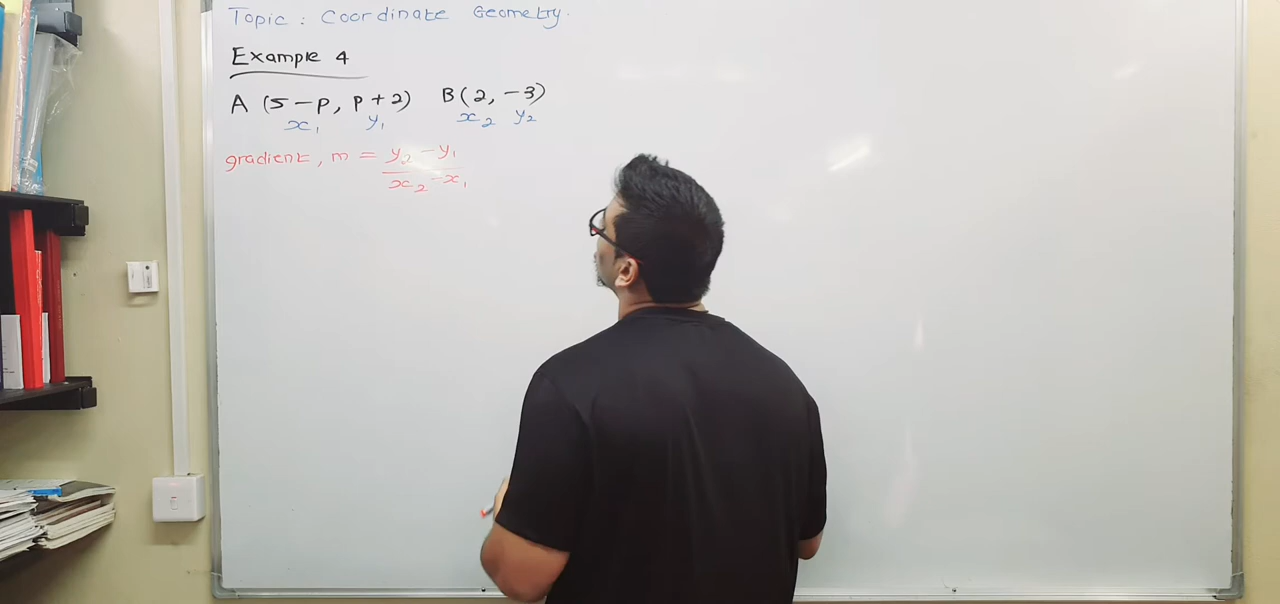 Topic : Coordinate Geometry.
Example 4
A (5 - p, p + 2) B(2, -3)
x₁ y₁ x₂ y₂
gradient, m = y₂ - y₁
x₂ - x₁